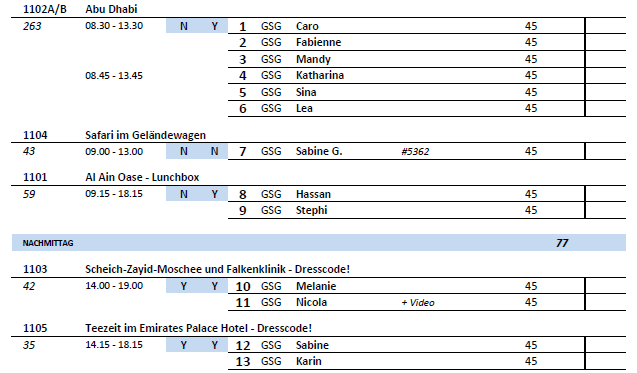 1102A/B Abu Dhabi
263 08.30 - 13.30 N Y 1 GSG Caro 45
2 GSG Fabienne 45
3 GSG Mandy 45
08.45 - 13.45 4 GSG Katharina 45
5 GSG Sina 45
6 GSG Lea 45
1104 Safari im Geländewagen
43 09.00 - 13.00 N N 7 GSG Sabine G. #5362 45
1101 Al Ain Oase - Lunchbox
59 09.15 - 18.15 N Y 8 GSG Hassan 45
9 GSG Stephi 45
NACHMITTAG 77
1103 Scheich-Zayid-Moschee und Falkenklinik - Dresscode!
42 14.00 - 19.00 Y Y 10 GSG Melanie 45
11 GSG Nicola + Video 45
1105 Teezeit im Emirates Palace Hotel - Dresscode!
35 14.15 - 18.15 Y Y 12 GSG Sabine 45
13 GSG Karin 45